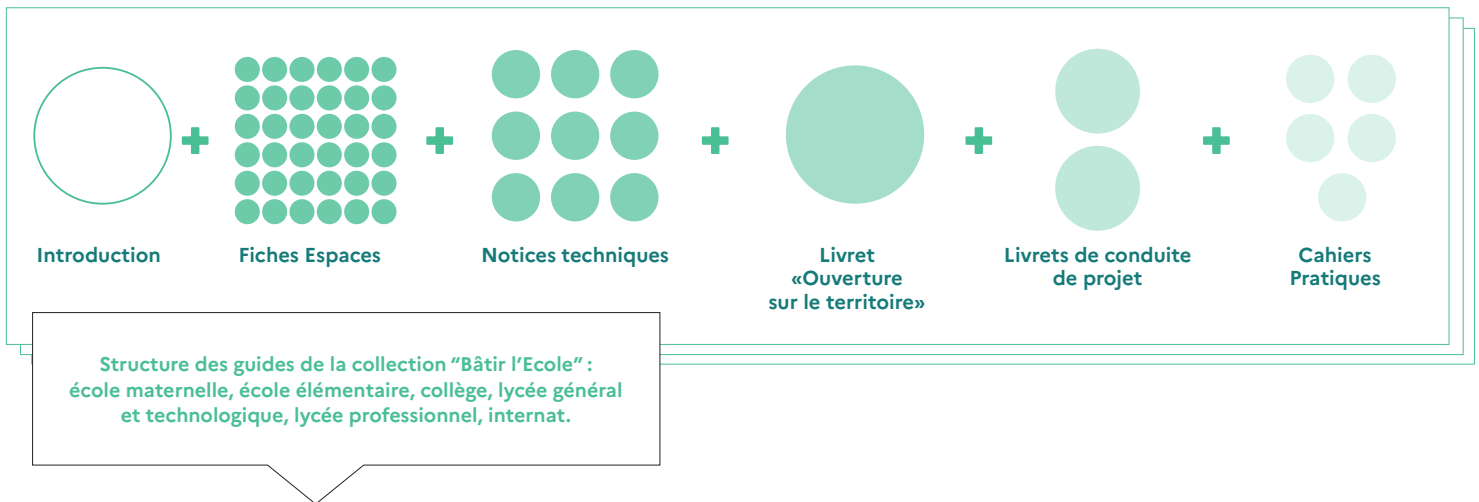 Introduction
Fiches Espaces
Notices techniques
Livret
«Ouverture
sur le territoire»
Livrets de conduite
de projet
Cahiers
Pratiques
Structure des guides de la collection “Bâtir l’Ecole” :
école maternelle, école élémentaire, collège, lycée général
et technologique, lycée professionnel, internat.